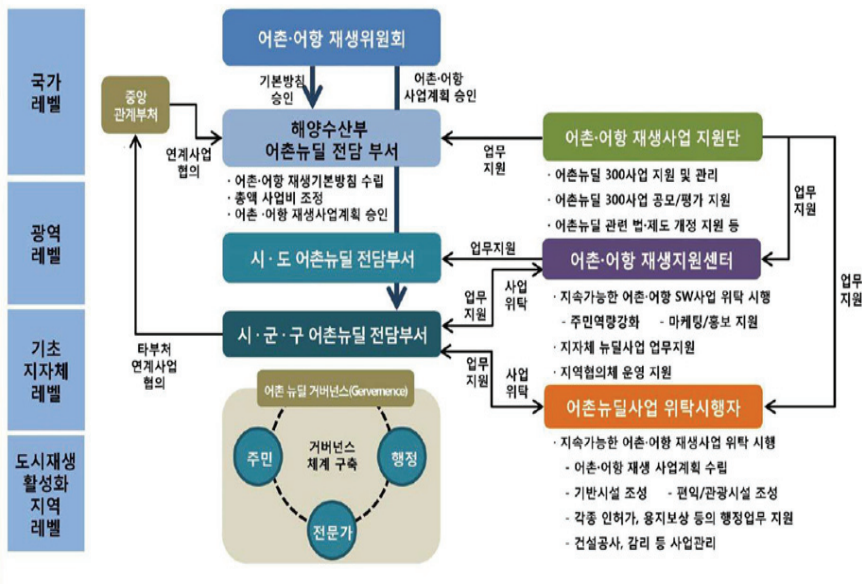 국가
레벨
광역
레벨
기초
지자체
레벨
도시재생
활성화
지역
레벨
어촌·어항 재생위원회
기본방침
승인
어촌·어항
사업계획 승인
중앙
관계부처
연계사업
협의
해양수산부
어촌뉴딜 전담 부서
· 어촌·어항 재생기본방침 수립
· 총액 사업비 조정
· 어촌 ·어항 재생사업계획 승인
업무
지원
어촌·어항 재생사업 지원단
· 어촌뉴딜 300사업 지원 및 관리
· 어촌뉴딜 300사업 공모/평가 지원
· 어촌뉴딜 관련 법·제도 개정 지원 등
업무
지원
업무
지원
시·도 어촌뉴딜 전담부서
업무지원
어촌·어항 재생지원센터
업무
지원
사업
위탁
· 지속가능한 어촌·어항 SW사업 위탁 시행
- 주민역량강화 - 마케팅/홍보 지원
· 지자체 뉴딜사업 업무지원
· 지역협의체 운영 지원
시·군·구 어촌뉴딜 전담부서
타부처
연계사업
협의
업무
지원
사업
위탁
어촌뉴딜사업 위탁시행자
· 지속가능한 어촌·어항 재생사업 위탁 시행
- 어촌·어항 재생 사업계획 수립
- 기반시설 조성 - 편익/관광시설 조성
- 각종 인허가, 용지보상 등의 행정업무 지원
- 건설공사, 감리 등 사업관리
어촌 뉴딜 거버넌스(Gervernence)
주민
거버넌스
체계 구축
행정
전문가